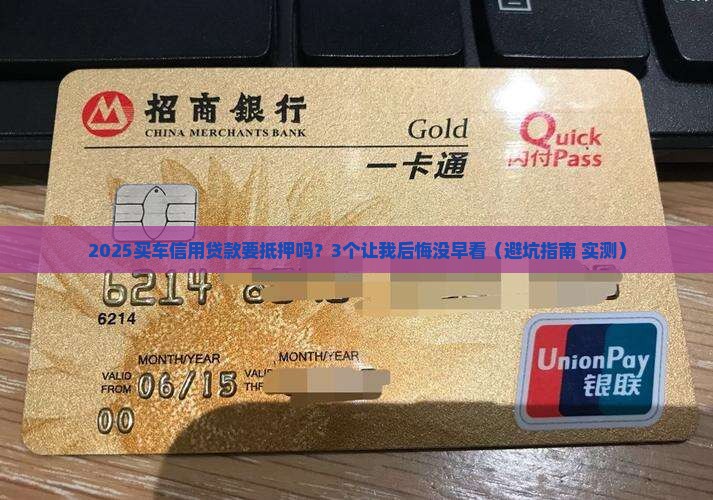 招商銀行
CHINA MERCHANTS BANK
Gold
一卡通
Quick
闪付Pass
2025买车信用贷款要抵押吗？3个让我后悔没早看（避坑指南 实测）
6214
6214
MONTH/YEAR
MONTH/YEAR
VALID FROM 06/15
00
UnionPay
银联